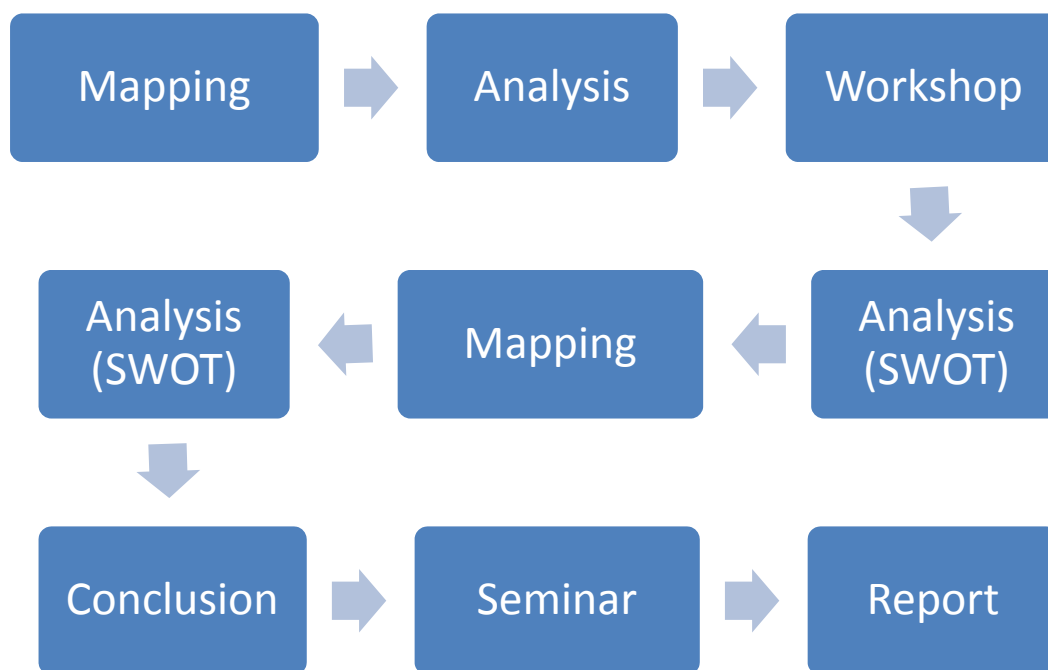 Mapping
Analysis
Workshop
Analysis
(SWOT)
Mapping
Analysis
(SWOT)
Conclusion
Seminar
Report